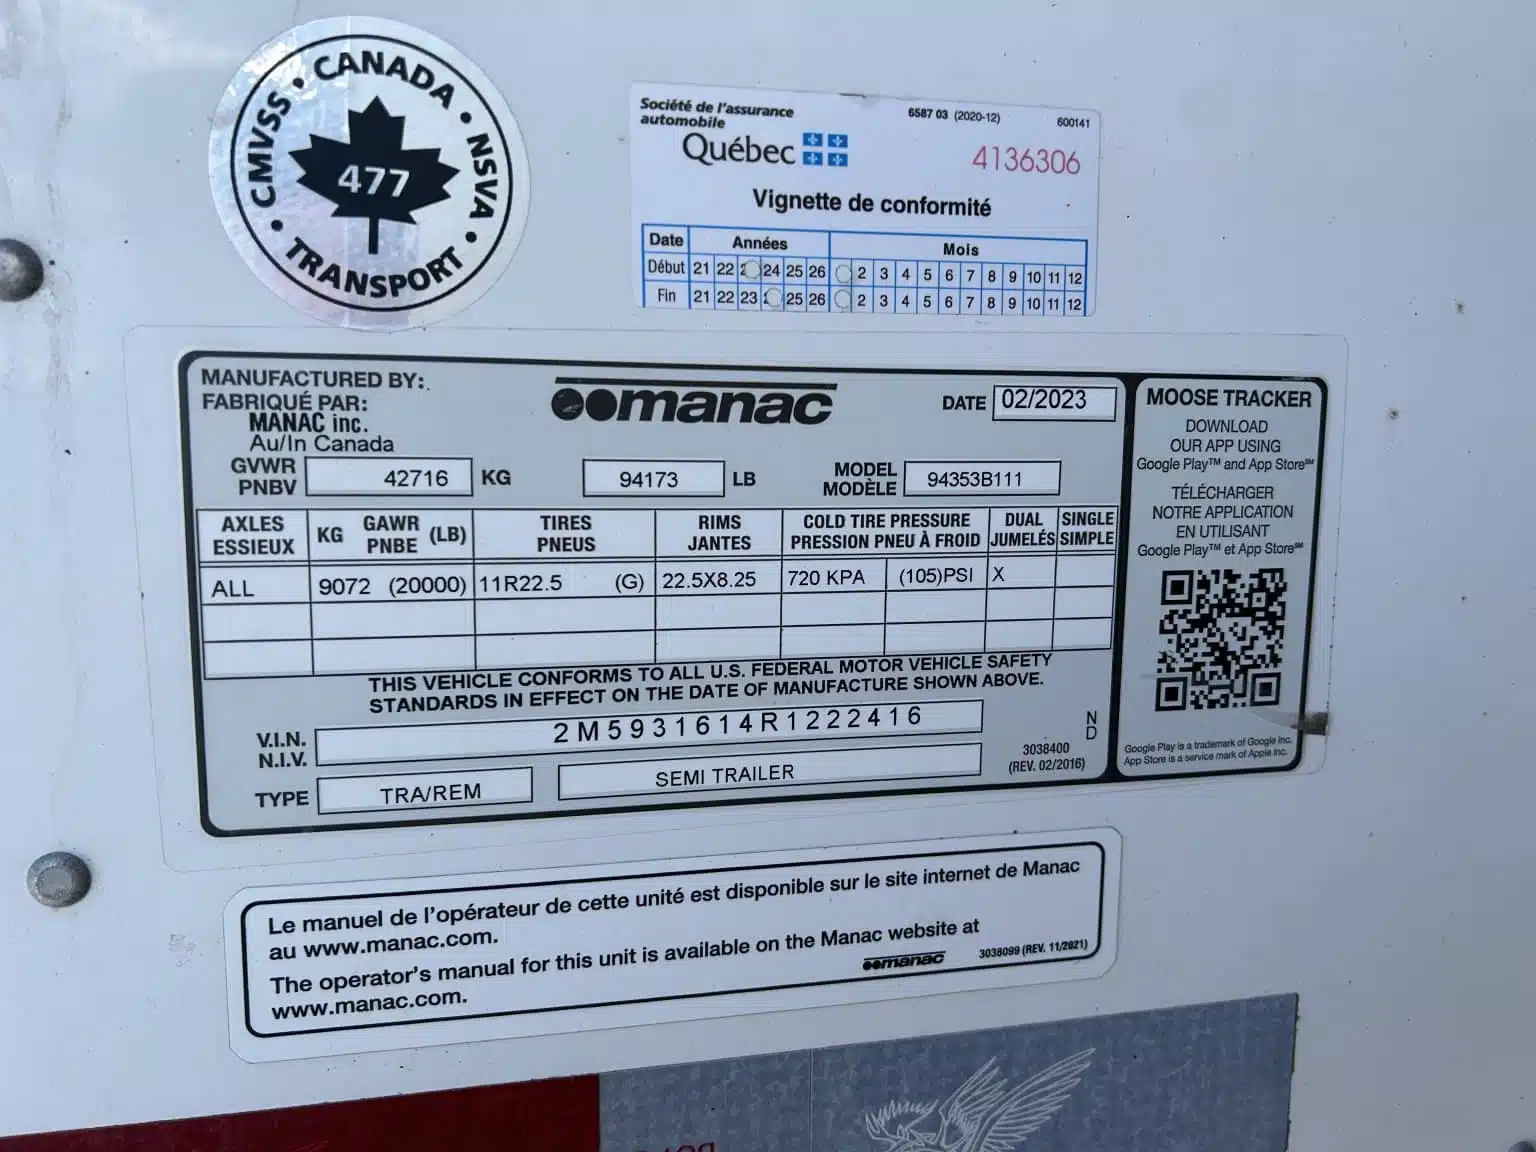 CANADA
CMVSS • NSVA
477
TRANSPORT
Société de l'assurance
automobile
Québec
6587 03 (2020-12)
600141
4136306
Vignette de conformité
Date Années Mois
Début 21 22 24 25 26 2 3 4 5 6 7 8 9 10 11 12
Fin 21 22 23 25 26 2 3 4 5 6 7 8 9 10 11 12
MANUFACTURED BY:
FABRIQUÉ PAR:
MANAC inc.
Au/In Canada
manac
DATE 02/2023
GVWR
PNBV
42716 KG
94173 LB
MODEL
MODÈLE
94353B111
AXLES
ESSIEUX
KG GAWR
PNBE (LB)
TIRES
PNEUS
RIMS
JANTES
COLD TIRE PRESSURE
PRESSION PNEU À FROID
DUAL
JUMELÉS
SINGLE
SIMPLE
ALL 9072 (20000) 11R22.5 (G) 22.5X8.25 720 KPA (105)PSI X
THIS VEHICLE CONFORMS TO ALL U.S. FEDERAL MOTOR VEHICLE SAFETY
STANDARDS IN EFFECT ON THE DATE OF MANUFACTURE SHOWN ABOVE.
V.I.N.
N.I.V.
2M5931614R1222416
N
D
3038400
(REV. 02/2016)
TYPE TRA/REM SEMI TRAILER
MOOSE TRACKER
DOWNLOAD
OUR APP USING
Google Play™ and App Store℠
TÉLÉCHARGER
NOTRE APPLICATION
EN UTILISANT
Google Play™ et App Store℠
Google Play is a trademark of Google Inc.
App Store is a service mark of Apple Inc.
Le manuel de l'opérateur de cette unité est disponible sur le site internet de Manac
au www.manac.com.
The operator's manual for this unit is available on the Manac website at
www.manac.com.
manac
3038099 (REV. 11/2021)